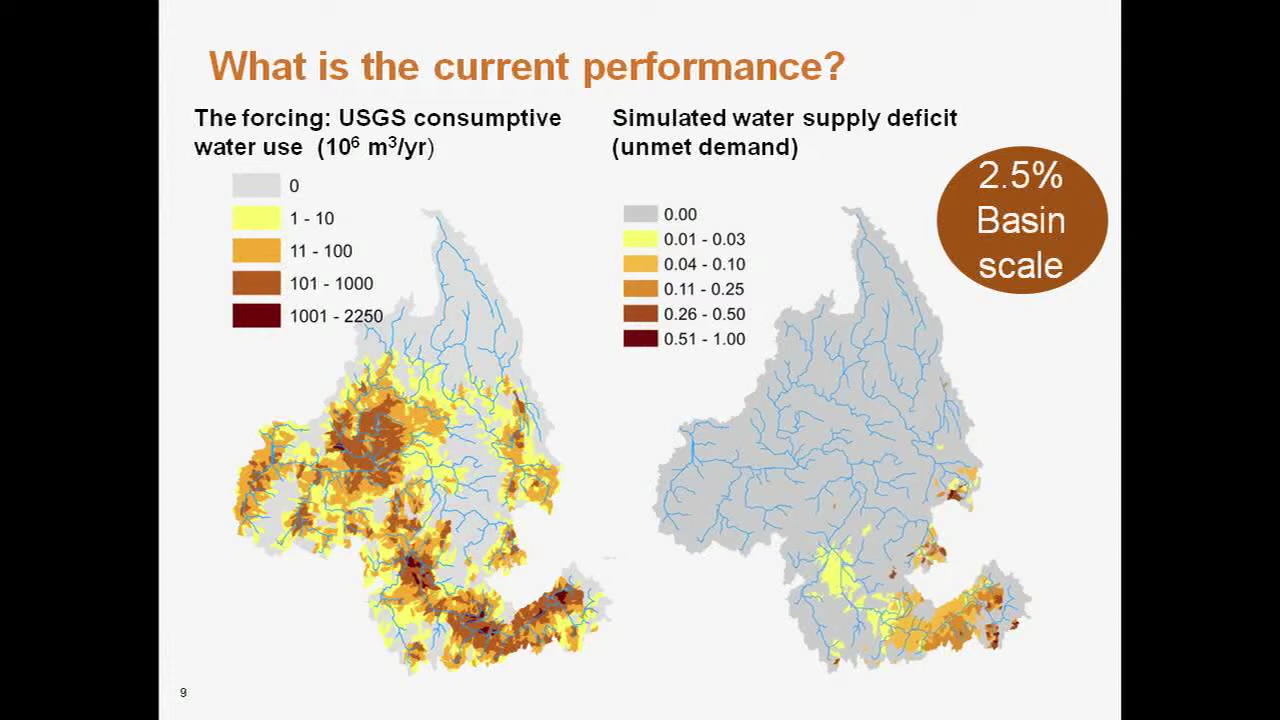 What is the current performance?
The forcing: USGS consumptive
water use (10⁶ m³/yr)
0
1 - 10
11 - 100
101 - 1000
1001 - 2250
Simulated water supply deficit
(unmet demand)
0.00
0.01 - 0.03
0.04 - 0.10
0.11 - 0.25
0.26 - 0.50
0.51 - 1.00
2.5%
Basin
scale
9